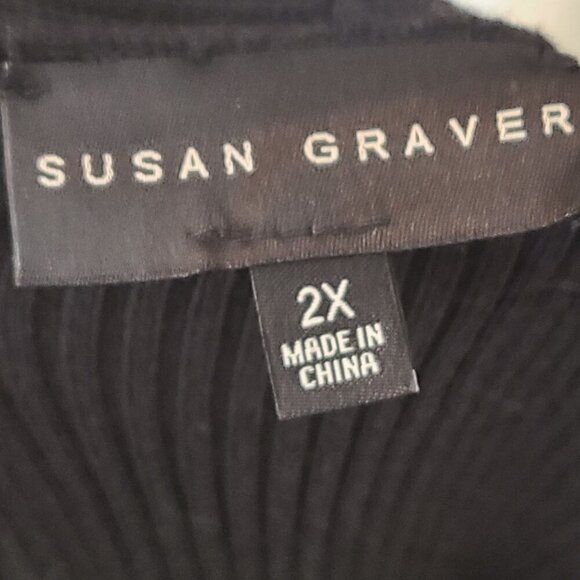 SUSAN GRAVER
2X
MADE IN
CHINA